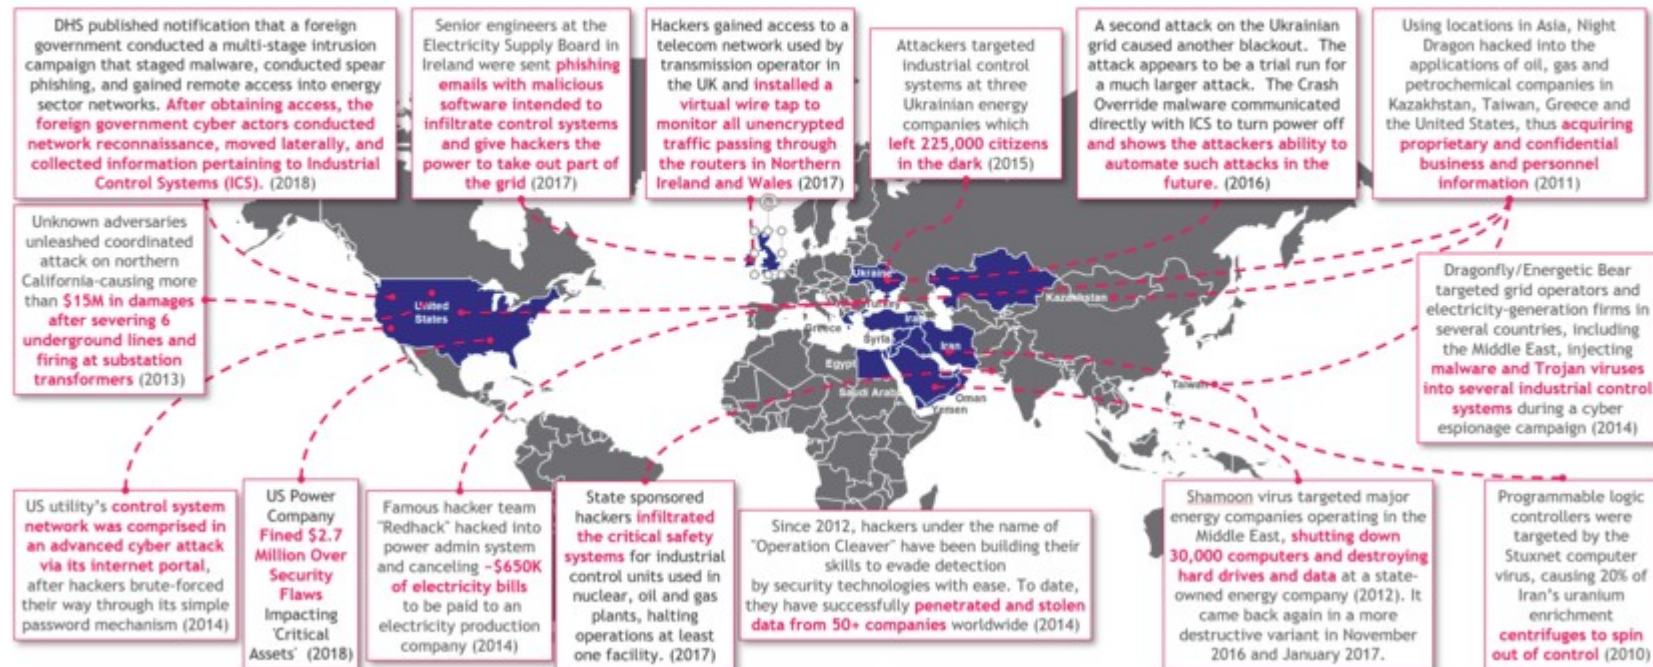 DHS published notification that a foreign
government conducted a multi-stage intrusion
campaign that staged malware, conducted spear
phishing, and gained remote access into energy
sector networks. After obtaining access, the
foreign government cyber actors conducted
network reconnaissance, moved laterally, and
collected information pertaining to Industrial
Control Systems (ICS). (2018)
Senior engineers at the
Electricity Supply Board in
Ireland were sent phishing
emails with malicious
software intended to
infiltrate control systems
and give hackers the
power to take out part of
the grid (2017)
Hackers gained access to a
telecom network used by
transmission operator in
the UK and installed a
virtual wire tap to
monitor all unencrypted
traffic passing through
the routers in Northern
Ireland and Wales (2017)
Attackers targeted
industrial control
systems at three
Ukrainian energy
companies which
left 225,000 citizens
in the dark (2015)
A second attack on the Ukrainian
grid caused another blackout. The
attack appears to be a trial run for
a much larger attack. The Crash
Override malware communicated
directly with ICS to turn power off
and shows the attackers ability to
automate such attacks in the
future. (2016)
Using locations in Asia, Night
Dragon hacked into the
applications of oil, gas and
petrochemical companies in
Kazakhstan, Taiwan, Greece and
the United States, thus acquiring
proprietary and confidential
business and personnel
information (2011)
Unknown adversaries
unleashed coordinated
attack on northern
California-causing more
than $15M in damages
after severing 6
underground lines and
firing at substation
transformers (2013)
United
States
Ukraine
Kazakhstan
Turkey
Greece
Syria
Iraq
Iran
Egypt
Saudi Arabia
Oman
Yemen
Taiwan
Dragonfly/Energetic Bear
targeted grid operators and
electricity-generation firms in
several countries, including
the Middle East, injecting
malware and Trojan viruses
into several industrial control
systems during a cyber
espionage campaign (2014)
US utility's control system
network was comprised in
an advanced cyber attack
via its internet portal,
after hackers brute-forced
their way through its simple
password mechanism (2014)
US Power
Company
Fined $2.7
Million Over
Security
Flaws
Impacting
'Critical
Assets' (2018)
Famous hacker team
"Redhack" hacked into
power admin system
and canceling ~$650K
of electricity bills
to be paid to an
electricity production
company (2014)
State sponsored
hackers infiltrated
the critical safety
systems for industrial
control units used in
nuclear, oil and gas
plants, halting
operations at least
one facility. (2017)
Since 2012, hackers under the name of
"Operation Cleaver" have been building their
skills to evade detection
by security technologies with ease. To date,
they have successfully penetrated and stolen
data from 50+ companies worldwide (2014)
Shamoon virus targeted major
energy companies operating in the
Middle East, shutting down
30,000 computers and destroying
hard drives and data at a state-
owned energy company (2012). It
came back again in a more
destructive variant in November
2016 and January 2017.
Programmable logic
controllers were
targeted by the
Stuxnet computer
virus, causing 20% of
Iran's uranium
enrichment
centrifuges to spin
out of control (2010)